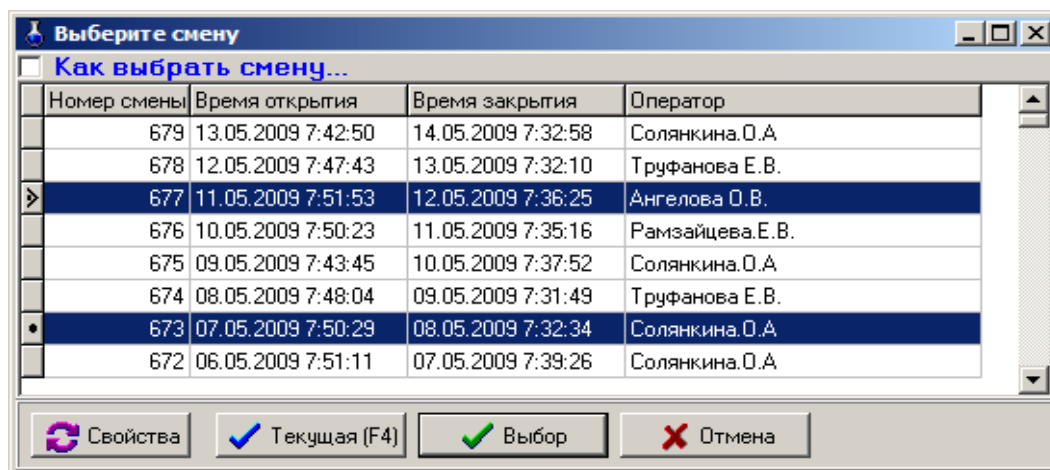 Выберите смену
Как выбрать смену...
Номер смены Время открытия Время закрытия Оператор
679 13.05.2009 7:42:50 14.05.2009 7:32:58 Солянкина.О.А
678 12.05.2009 7:47:43 13.05.2009 7:32:10 Труфанова Е.В.
677 11.05.2009 7:51:53 12.05.2009 7:36:25 Ангелова О.В.
676 10.05.2009 7:50:23 11.05.2009 7:35:16 Рамзайцева.Е.В.
675 09.05.2009 7:43:45 10.05.2009 7:37:52 Солянкина.О.А
674 08.05.2009 7:48:04 09.05.2009 7:31:49 Труфанова Е.В.
673 07.05.2009 7:50:29 08.05.2009 7:32:34 Солянкина.О.А
672 06.05.2009 7:51:11 07.05.2009 7:39:26 Солянкина.О.А
Свойства Текущая (F4) Выбор Отмена